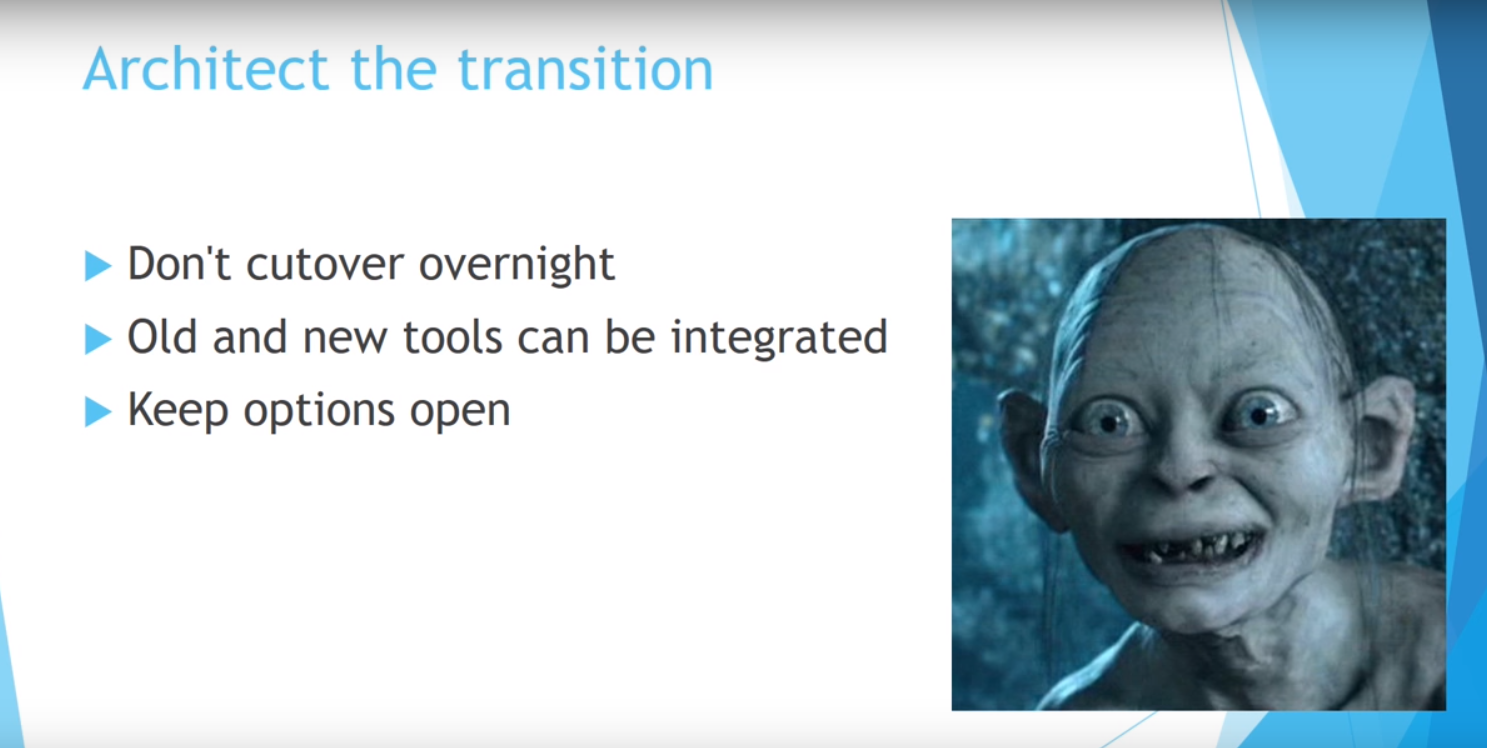 Architect the transition
Don't cutover overnight
Old and new tools can be integrated
Keep options open